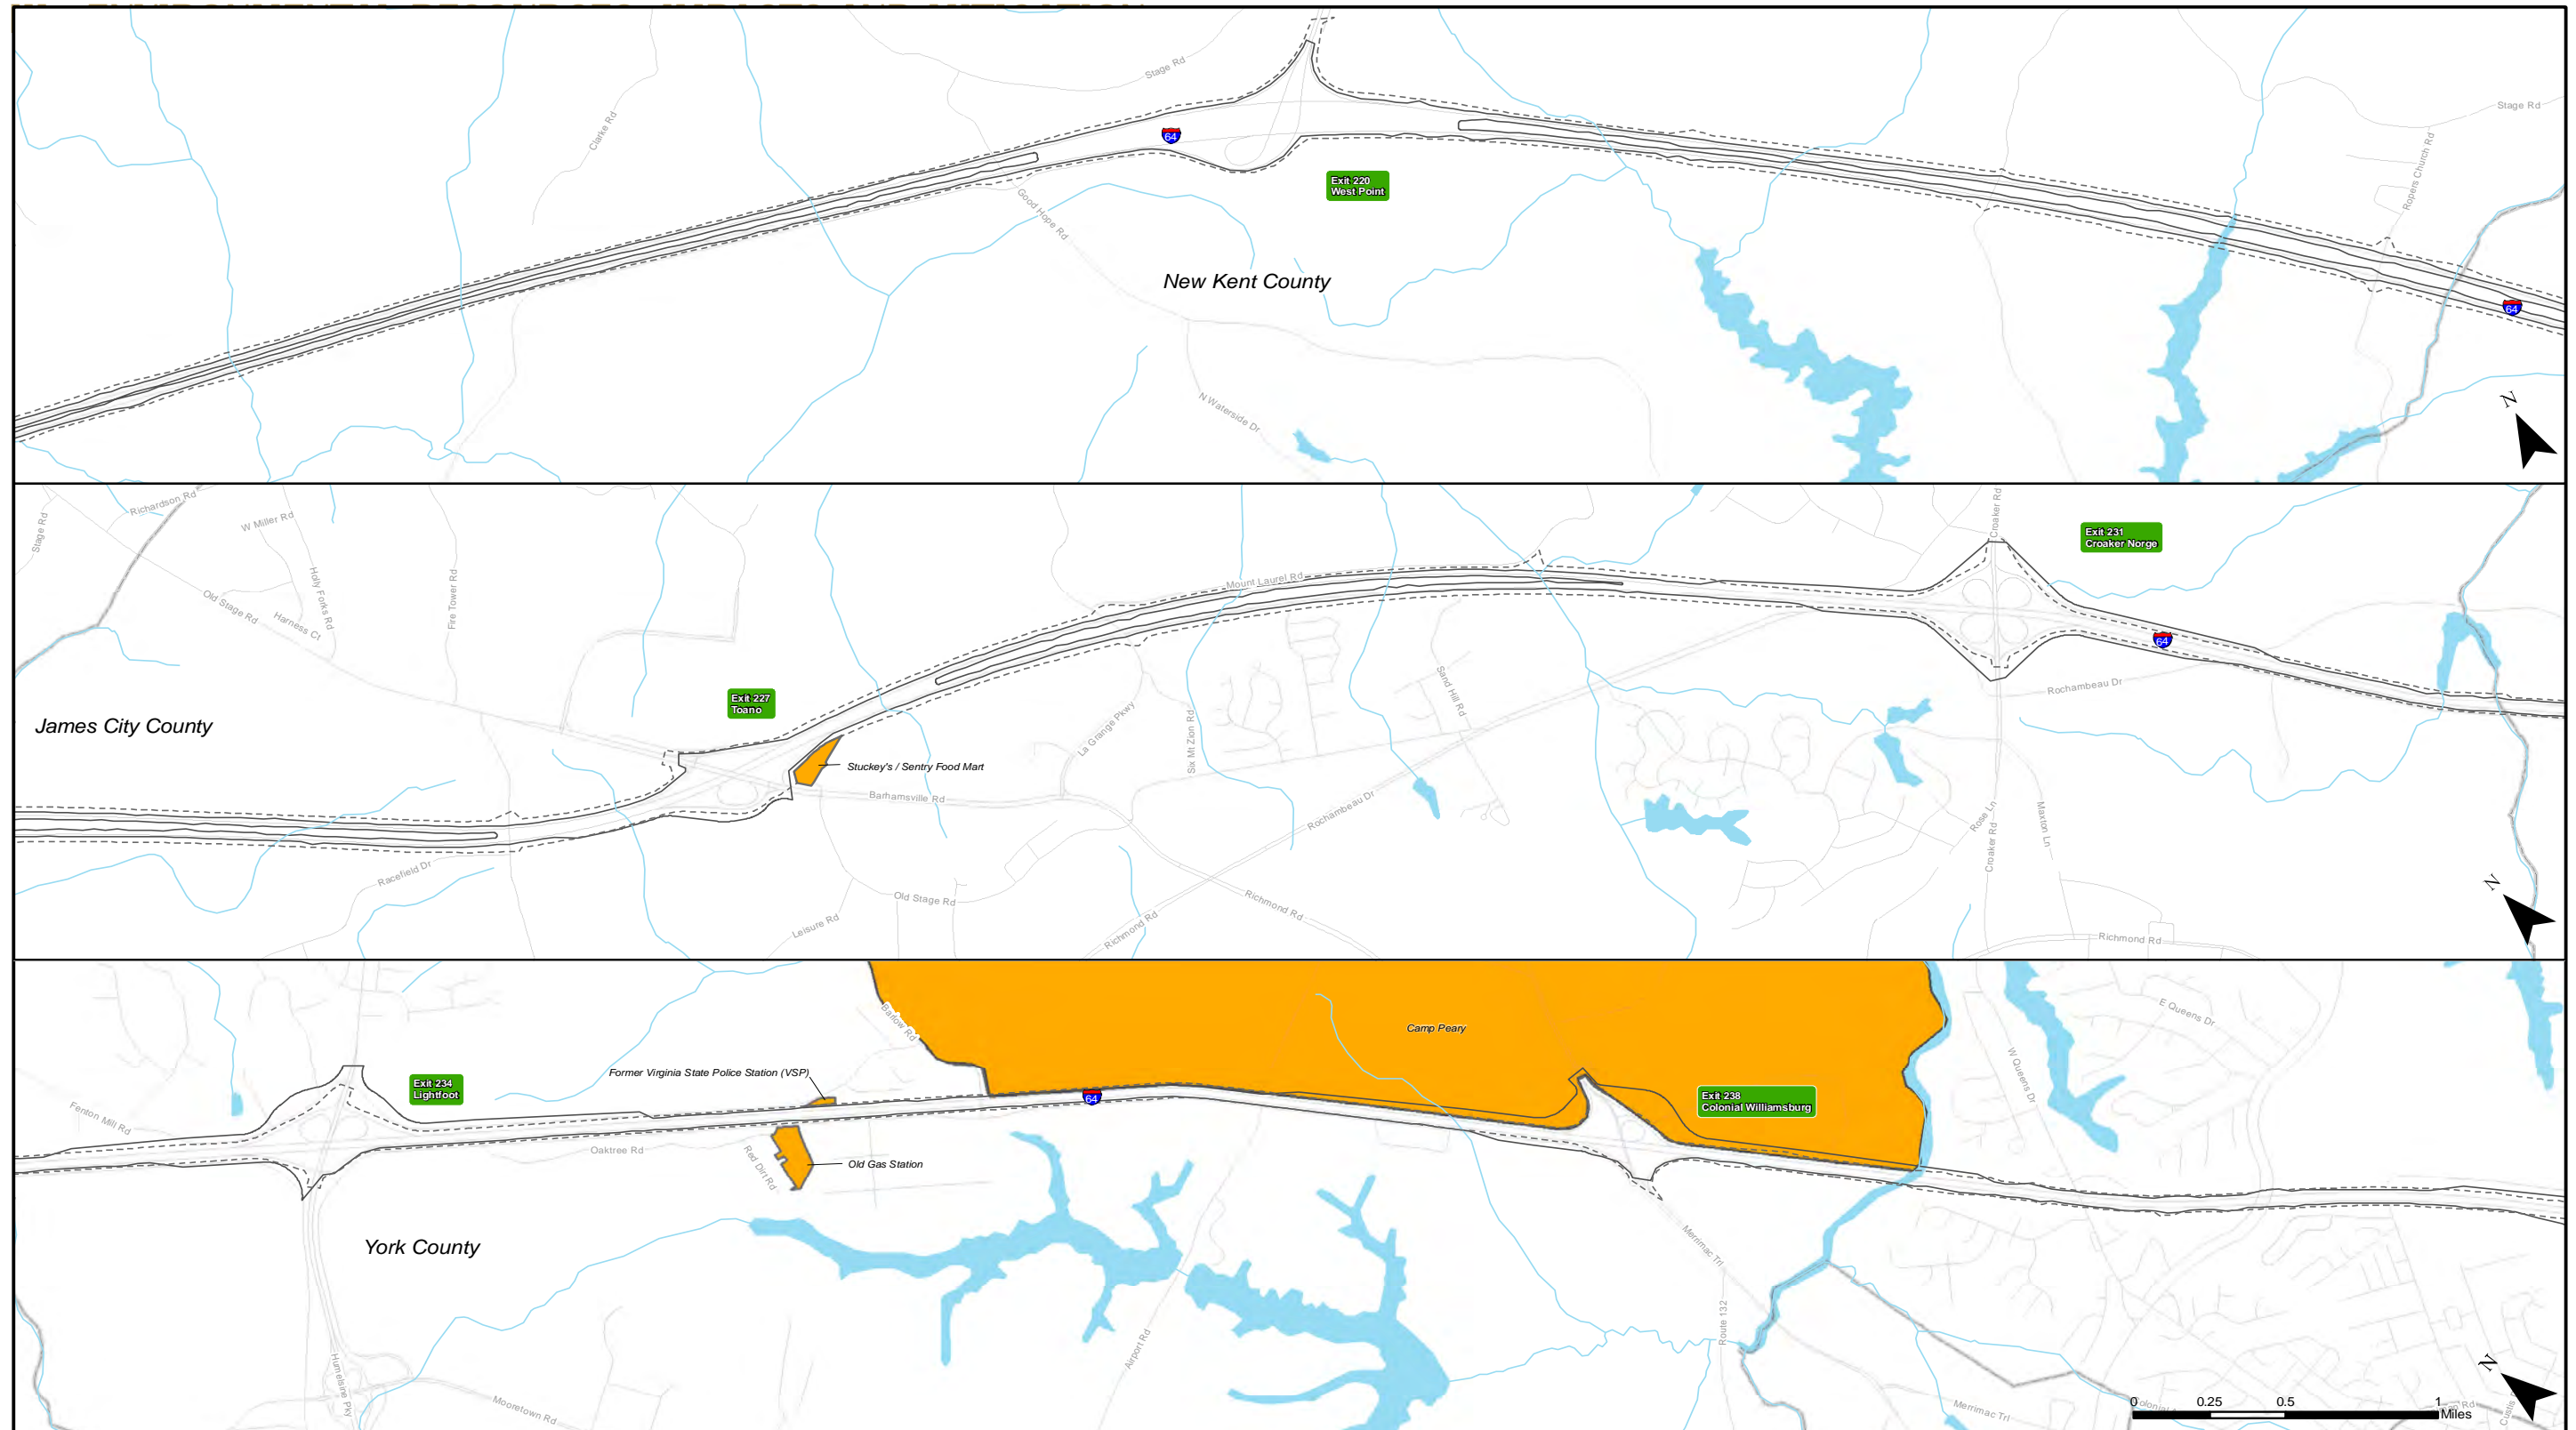 Stage Rd
Clarke Rd
64
Stage Rd
Ropers Church Rd
Exit 220
West Point
Good Hope Rd
New Kent County
64
N Waterside Dr
N
Richardson Rd
Stage Rd
W Miller Rd
Holly Forks Rd
Fire Tower Rd
Old Stage Rd
Harness Ct
Mount Laurel Rd
Croaker Rd
Exit 231
Croaker Norge
64
Rochambeau Dr
Exit 227
Toano
James City County
Stuckey's / Sentry Food Mart
La Grange Pkwy
Six Mt Zion Rd
Sand Hill Rd
Barhamsville Rd
Rochambeau Dr
Rose Ln
Croaker Rd
Maxton Ln
Racefield Dr
Old Stage Rd
Leisure Rd
Richmond Rd
Richmond Rd
Richmond Rd
N
Barlow Rd
Camp Peary
E Queens Dr
W Queens Dr
Former Virginia State Police Station (VSP)
Exit 234
Lightfoot
64
Exit 238
Colonial Williamsburg
Fenton Mill Rd
Oaktree Rd
Red Dirt Rd
Old Gas Station
York County
Merrimac Trl
Route 132
Airport Rd
Humelsine Pky
Mooretown Rd
Merrimac Trl
N
0 0.25 0.5 1
Miles